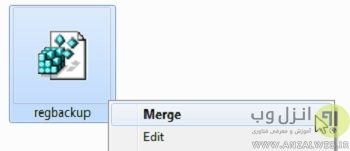 regbackup
Merge
Edit
انزل وب
آموزش و معرفی فناوری
WWW.ANZALWEB.IR